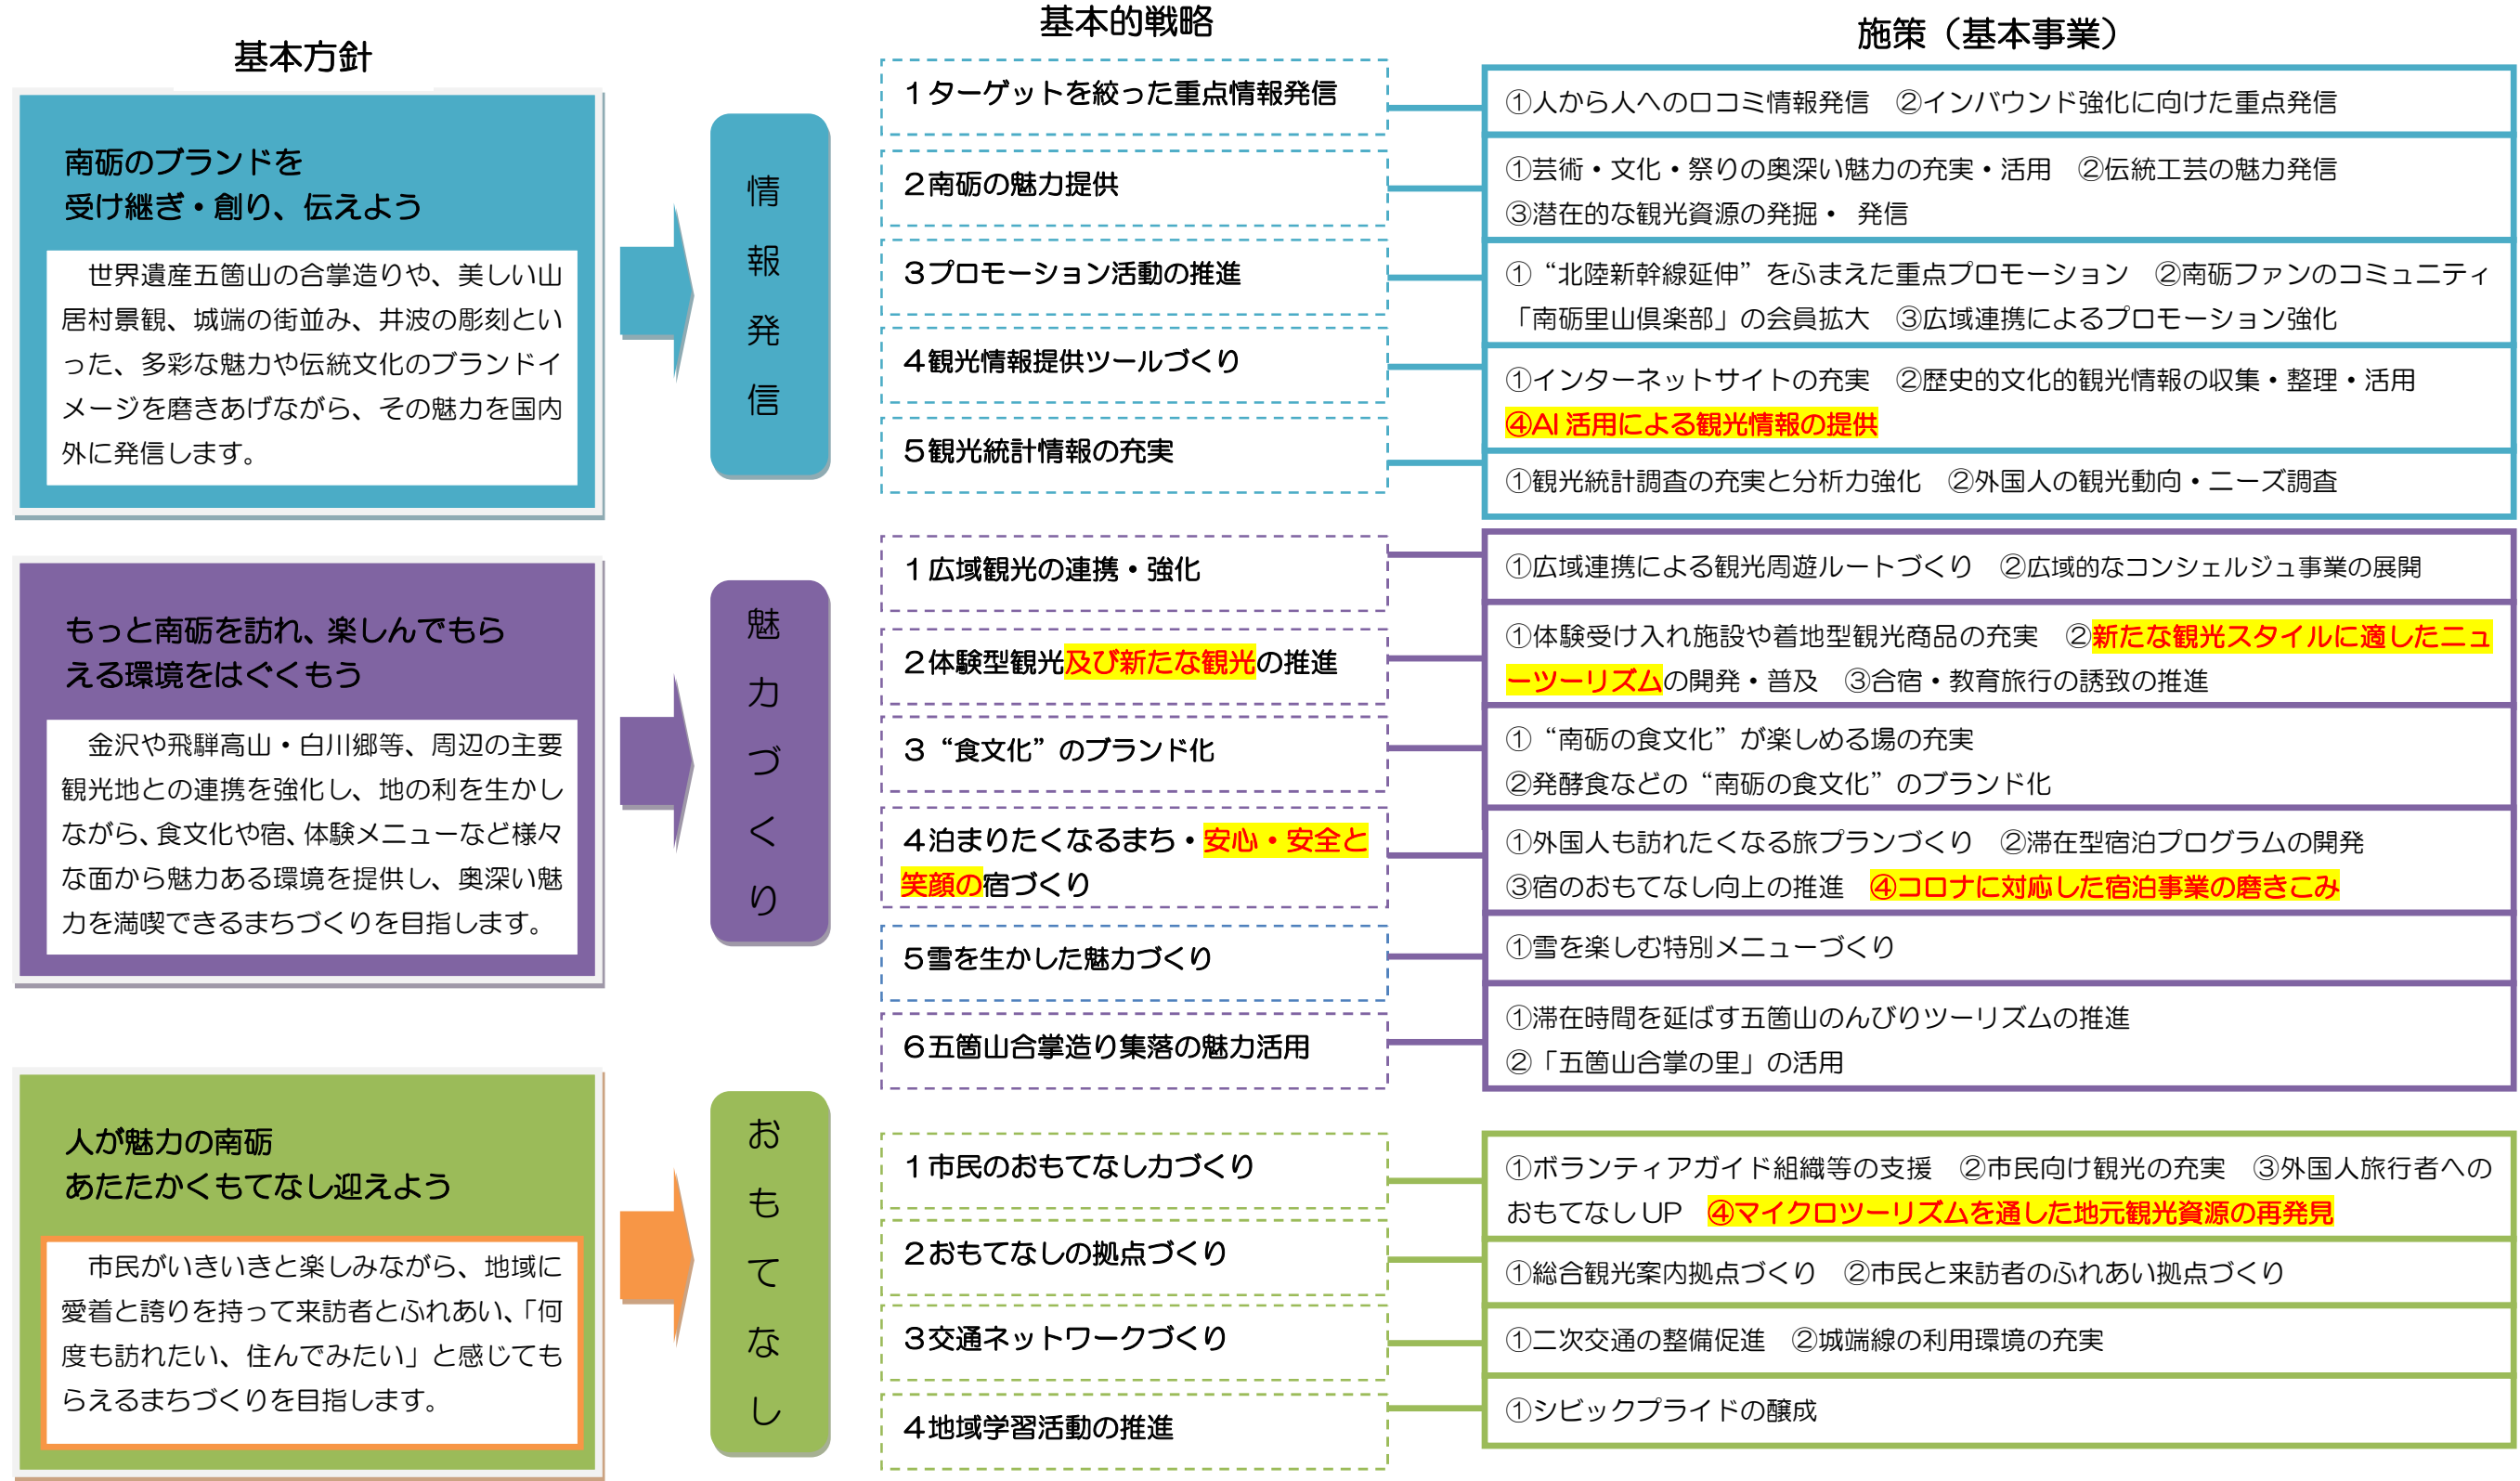 基本方針
基本的戦略
施策（基本事業）
南砺のブランドを
受け継ぎ・創り、伝えよう
世界遺産五箇山の合掌造りや、美しい山
居村景観、城端の街並み、井波の彫刻とい
った、多彩な魅力や伝統文化のブランドイ
メージを磨きあげながら、その魅力を国内
外に発信します。
情報発信
１ターゲットを絞った重点情報発信
①人から人への口コミ情報発信　②インバウンド強化に向けた重点発信
２南砺の魅力提供
①芸術・文化・祭りの奥深い魅力の充実・活用　②伝統工芸の魅力発信
③潜在的な観光資源の発掘・ 発信
３プロモーション活動の推進
①“北陸新幹線延伸”をふまえた重点プロモーション　②南砺ファンのコミュニティ
「南砺里山倶楽部」の会員拡大　③広域連携によるプロモーション強化
４観光情報提供ツールづくり
①インターネットサイトの充実　②歴史的文化的観光情報の収集・整理・活用
④AI 活用による観光情報の提供
５観光統計情報の充実
①観光統計調査の充実と分析力強化　②外国人の観光動向・ニーズ調査
もっと南砺を訪れ、楽しんでもら
える環境をはぐくもう
金沢や飛騨高山・白川郷等、周辺の主要
観光地との連携を強化し、地の利を生かし
ながら、食文化や宿、体験メニューなど様々
な面から魅力ある環境を提供し、奥深い魅
力を満喫できるまちづくりを目指します。
魅力づくり
１広域観光の連携・強化
①広域連携による観光周遊ルートづくり　②広域的なコンシェルジュ事業の展開
２体験型観光及び新たな観光の推進
①体験受け入れ施設や着地型観光商品の充実　②新たな観光スタイルに適したニュ
ーツーリズムの開発・普及　③合宿・教育旅行の誘致の推進
３“食文化”のブランド化
①“南砺の食文化”が楽しめる場の充実
②発酵食などの“南砺の食文化”のブランド化
４泊まりたくなるまち・安心・安全と
笑顔の宿づくり
①外国人も訪れたくなる旅プランづくり　②滞在型宿泊プログラムの開発
③宿のおもてなし向上の推進　④コロナに対応した宿泊事業の磨きこみ
５雪を生かした魅力づくり
①雪を楽しむ特別メニューづくり
６五箇山合掌造り集落の魅力活用
①滞在時間を延ばす五箇山のんびりツーリズムの推進
②「五箇山合掌の里」の活用
人が魅力の南砺
あたたかくもてなし迎えよう
市民がいきいきと楽しみながら、地域に
愛着と誇りを持って来訪者とふれあい、「何
度も訪れたい、住んでみたい」と感じても
らえるまちづくりを目指します。
おもてなし
１市民のおもてなし力づくり
①ボランティアガイド組織等の支援　②市民向け観光の充実　③外国人旅行者への
おもてなし UP　④マイクロツーリズムを通した地元観光資源の再発見
２おもてなしの拠点づくり
①総合観光案内拠点づくり　②市民と来訪者のふれあい拠点づくり
３交通ネットワークづくり
①二次交通の整備促進　②城端線の利用環境の充実
４地域学習活動の推進
①シビックプライドの醸成